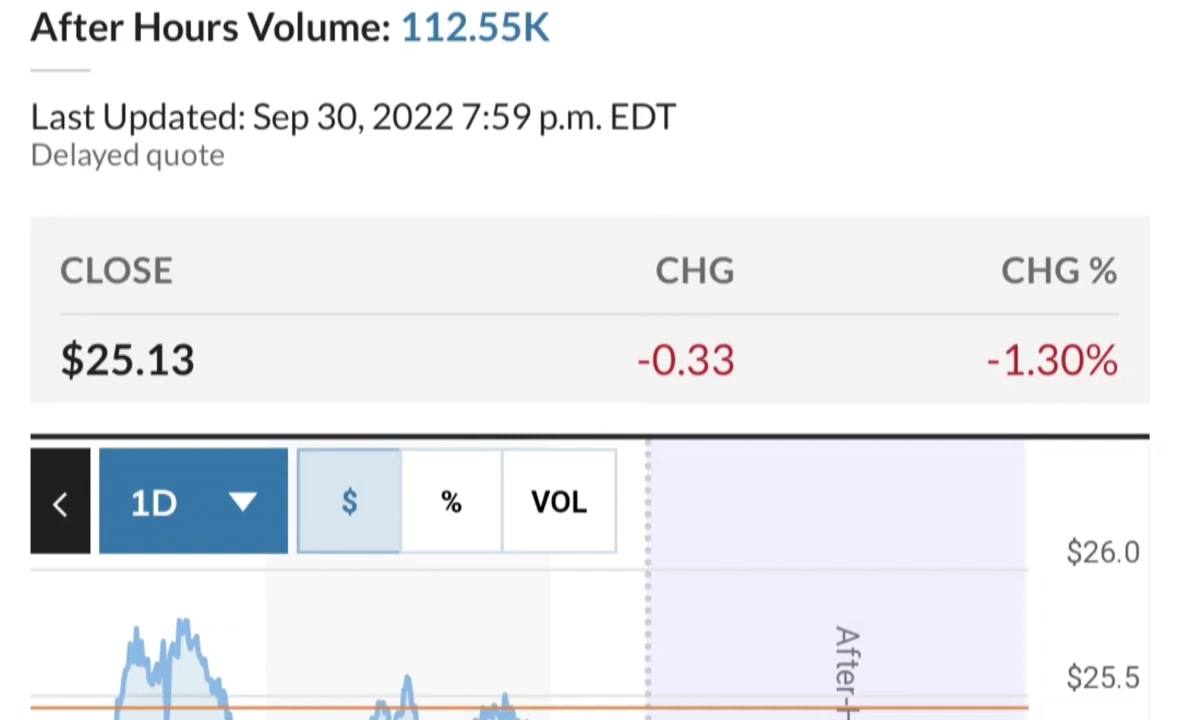 After Hours Volume: 112.55K
Last Updated: Sep 30, 2022 7:59 p.m. EDT
Delayed quote
CLOSE CHG CHG %
$25.13 -0.33 -1.30%
1D $ % VOL
$26.0
$25.5
After-